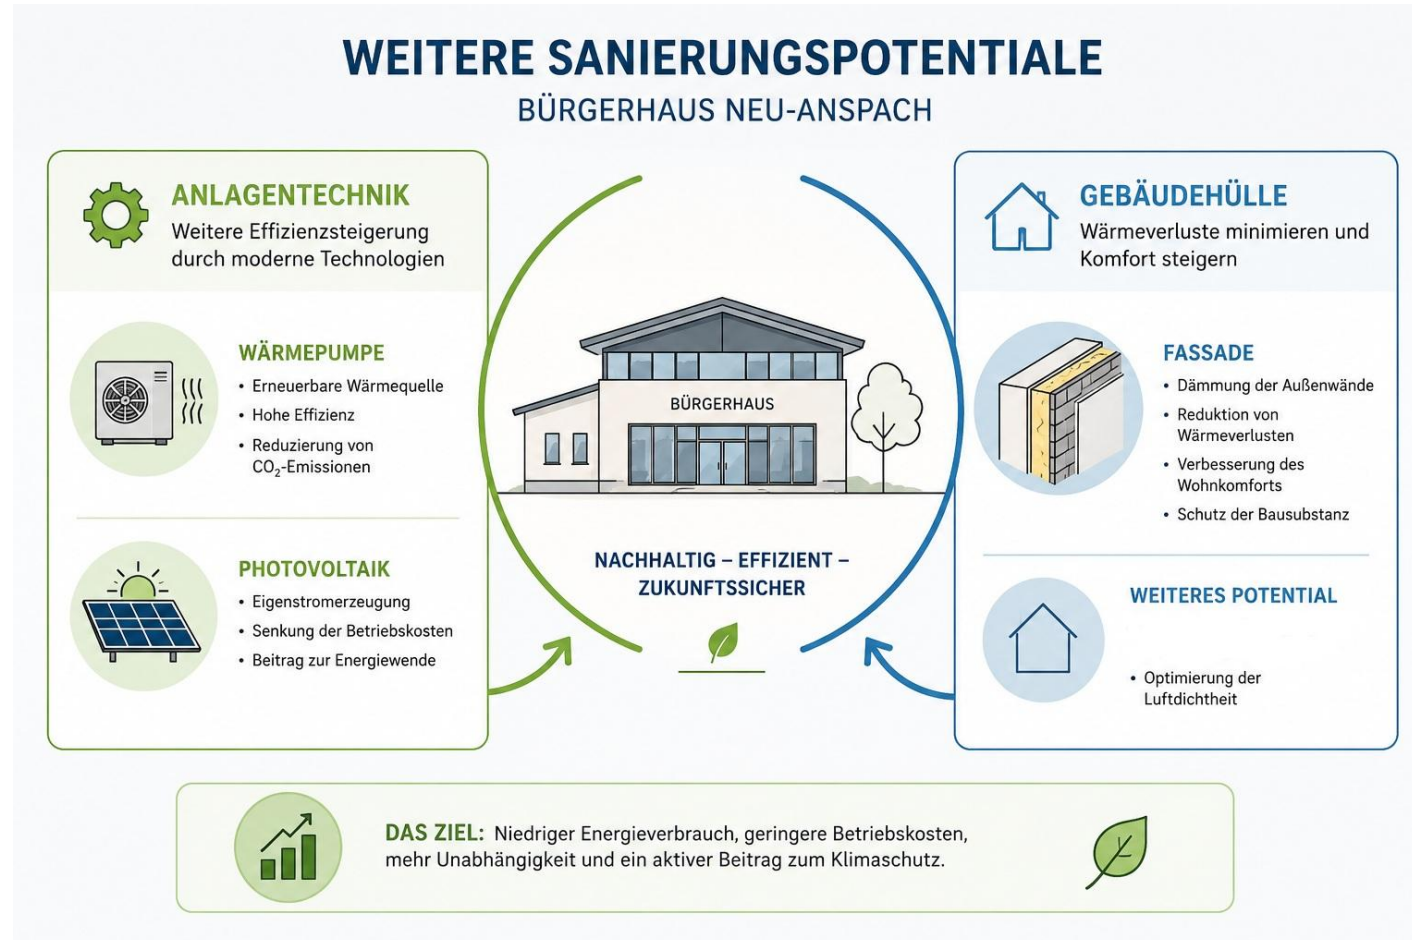 WEITERE SANIERUNGSPOTENTIALE
BÜRGERHAUS NEU-ANSPACH
ANLAGENTECHNIK
Weitere Effizienzsteigerung
durch moderne Technologien
WÄRMEPUMPE
• Erneuerbare Wärmequelle
• Hohe Effizienz
• Reduzierung von
CO₂-Emissionen
PHOTOVOLTAIK
• Eigenstromerzeugung
• Senkung der Betriebskosten
• Beitrag zur Energiewende
BÜRGERHAUS
NACHHALTIG – EFFIZIENT –
ZUKUNFTSSICHER
GEBÄUDEHÜLLE
Wärmeverluste minimieren und
Komfort steigern
FASSADE
• Dämmung der Außenwände
• Reduktion von
Wärmeverlusten
• Verbesserung des
Wohnkomforts
• Schutz der Bausubstanz
WEITERES POTENTIAL
• Optimierung der
Luftdichtheit
DAS ZIEL: Niedriger Energieverbrauch, geringere Betriebskosten,
mehr Unabhängigkeit und ein aktiver Beitrag zum Klimaschutz.